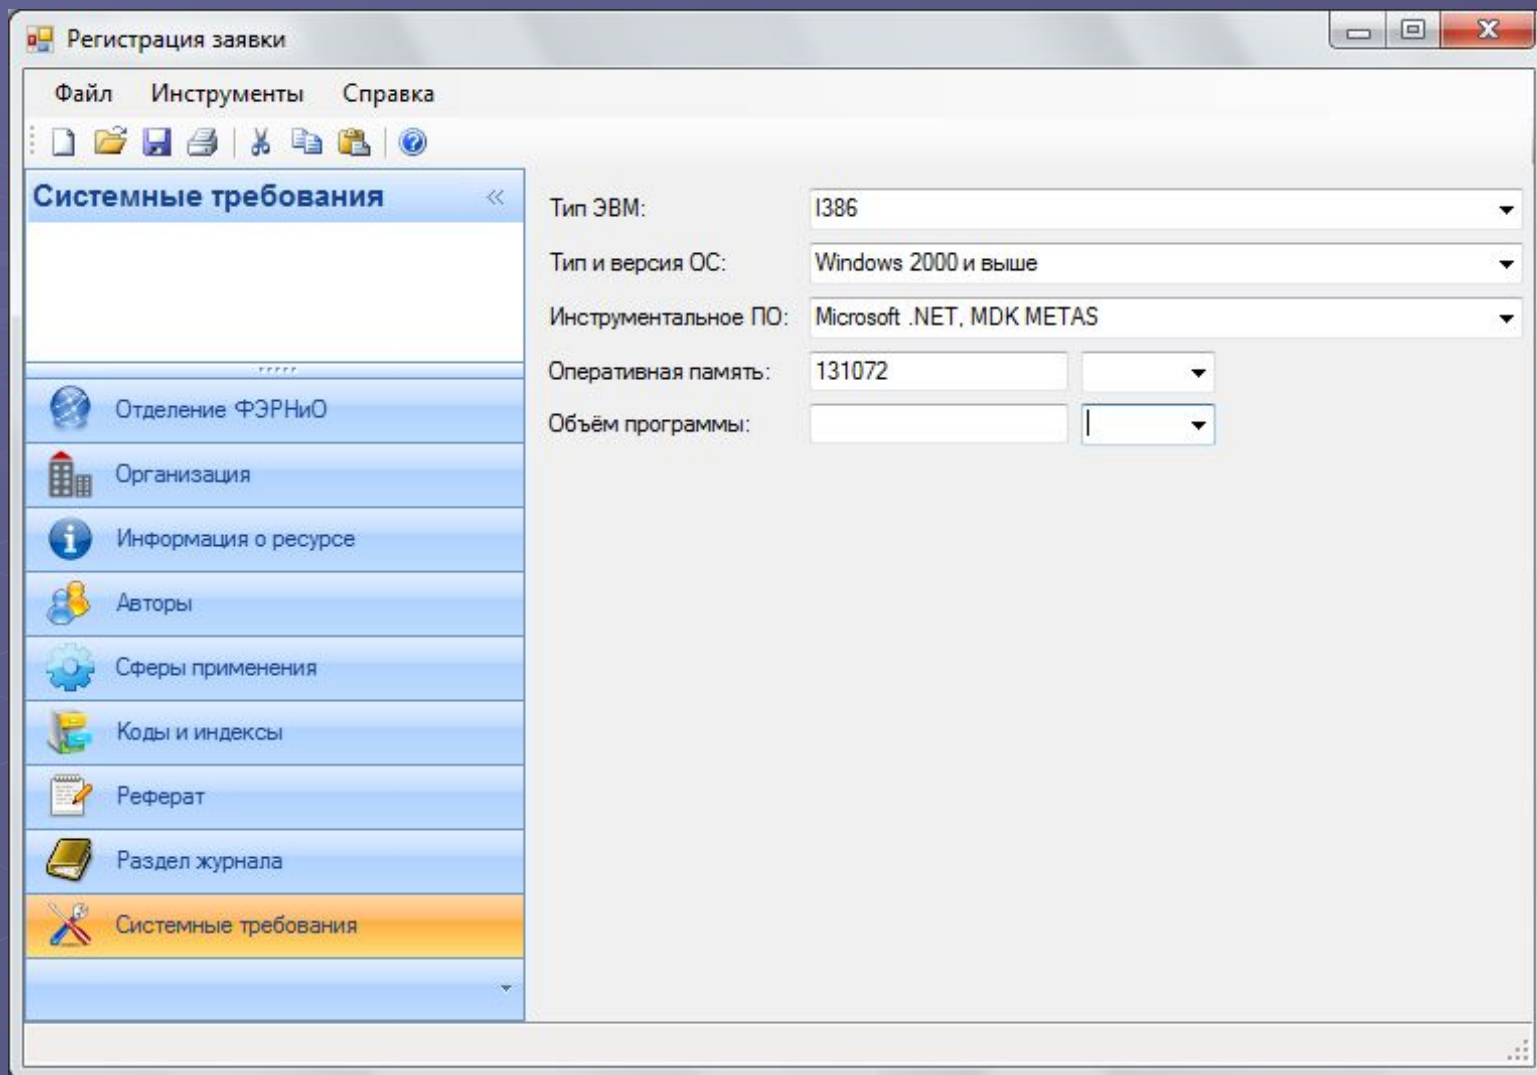 Регистрация заявки
Файл Инструменты Справка
Системные требования
Тип ЭВМ: I386
Тип и версия ОС: Windows 2000 и выше
Инструментальное ПО: Microsoft .NET, MDK METAS
Оперативная память: 131072
Объём программы:
Отделение ФЭРНиО
Организация
Информация о ресурсе
Авторы
Сферы применения
Коды и индексы
Реферат
Раздел журнала
Системные требования